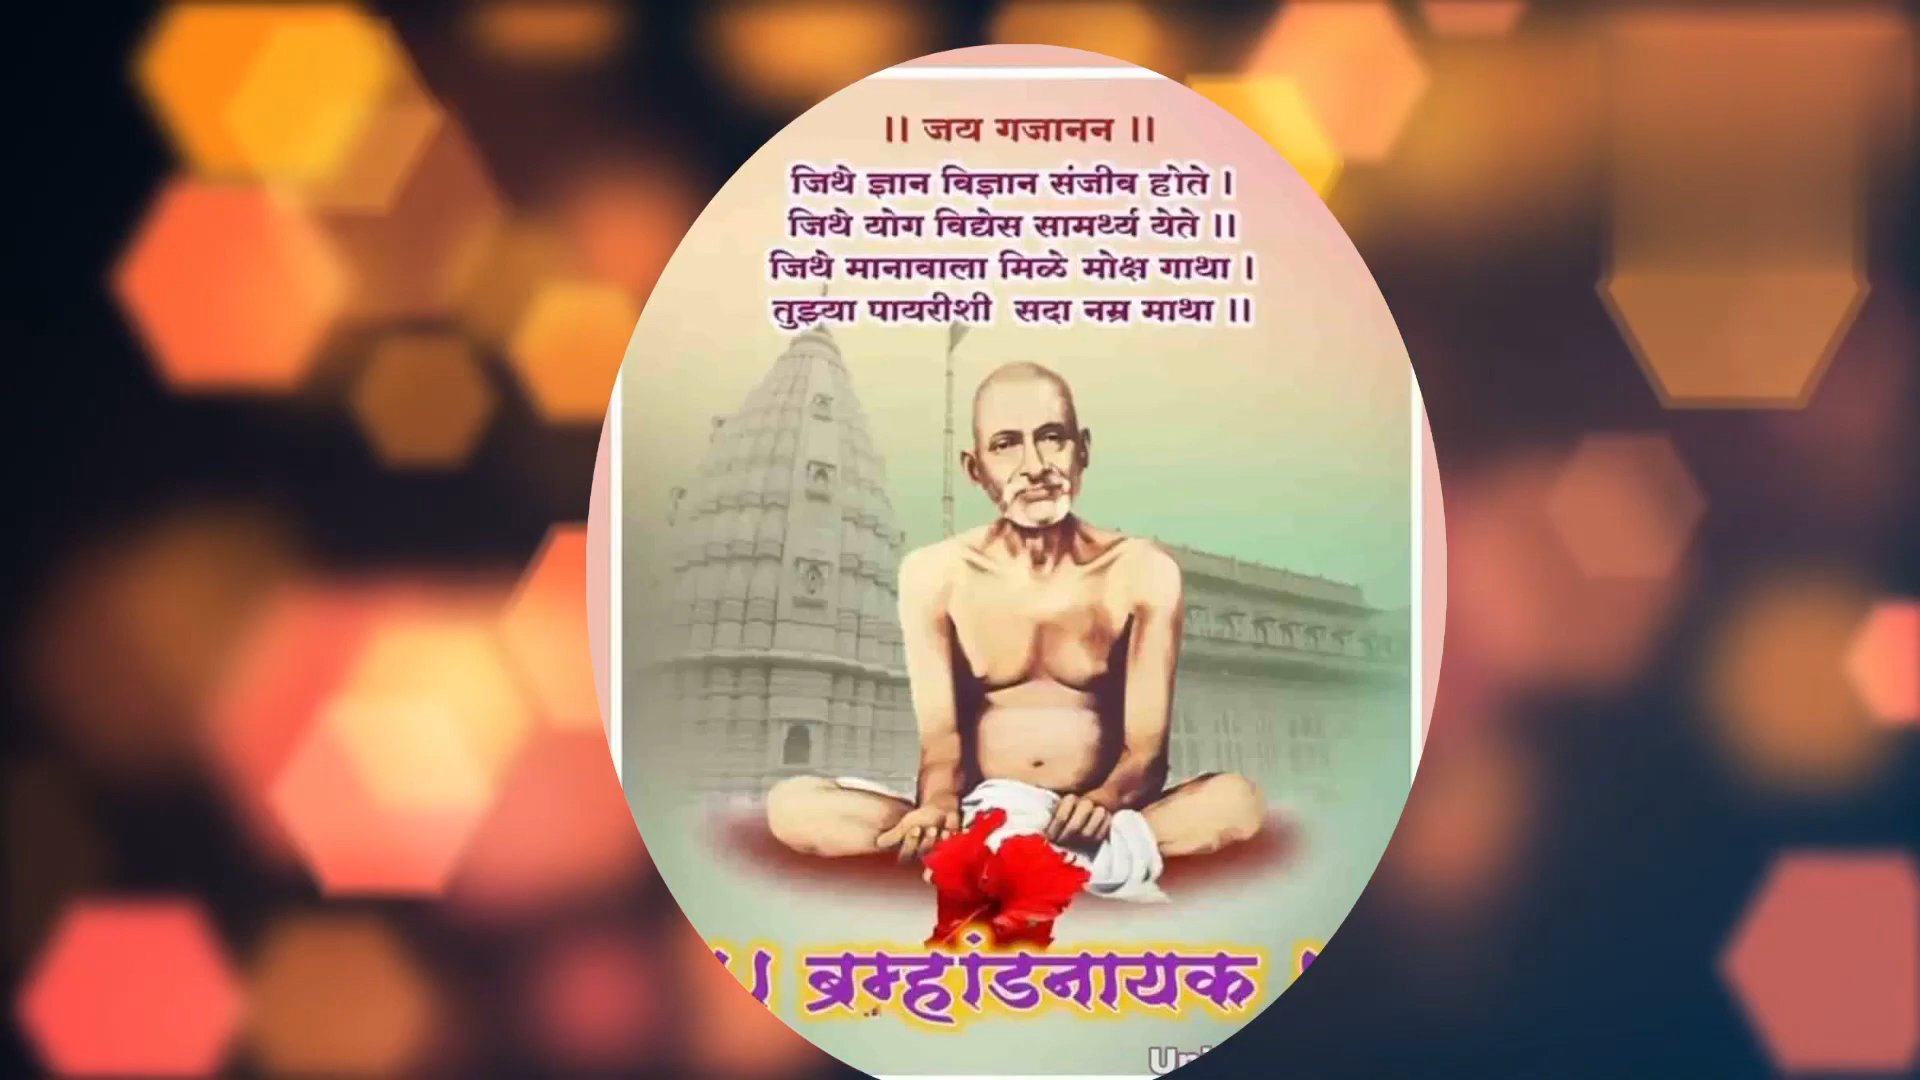 ।। जय गजानन ।।
जिथे ज्ञान विज्ञान संजीव होते ।
जिथे योग विद्येस सामर्थ्य येते ।।
जिथे मानावाला मिळे मोक्ष गाथा ।
तुझ्या पायरीशी सदा नम्र माथा ।।
।। ब्रम्हांडनायक